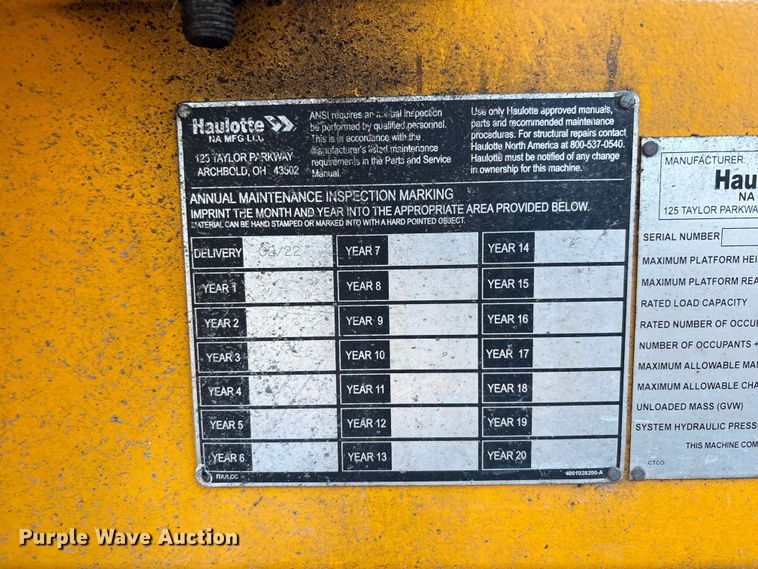 Haulotte
NA MFG LLC
125 TAYLOR PARKWAY
ARCHBOLD, OH 43502
ANSI requires an annual inspection
be performed by qualified personnel.
This is in accordance with the
manufacturer's listed maintenance
requirements in the Parts and Service
Manual.
Use only Haulotte approved manuals,
parts and recommended maintenance
procedures. For structural repairs contact
Haulotte North America at 800-537-0540.
Haulotte must be notified of any change
in ownership for this machine.
ANNUAL MAINTENANCE INSPECTION MARKING
IMPRINT THE MONTH AND YEAR INTO THE APPROPRIATE AREA PROVIDED BELOW.
MATERIAL CAN BE HAND STAMPED OR MARKED INTO WITH A HARD POINTED OBJECT.
DELIVERY /22 YEAR 7 YEAR 14
YEAR 1 YEAR 8 YEAR 15
YEAR 2 YEAR 9 YEAR 16
YEAR 3 YEAR 10 YEAR 17
YEAR 4 YEAR 11 YEAR 18
YEAR 5 YEAR 12 YEAR 19
YEAR 6 YEAR 13 YEAR 20
4001028200-A
MANUFACTURER:
Hau
NA
125 TAYLOR PARKWA
SERIAL NUMBER
MAXIMUM PLATFORM HEI
MAXIMUM PLATFORM REA
RATED LOAD CAPACITY
RATED NUMBER OF OCCUP
NUMBER OF OCCUPANTS +
MAXIMUM ALLOWABLE MAN
MAXIMUM ALLOWABLE CHA
UNLOADED MASS (GVW)
SYSTEM HYDRAULIC PRESS
THIS MACHINE COM
CTCO
Purple Wave Auction